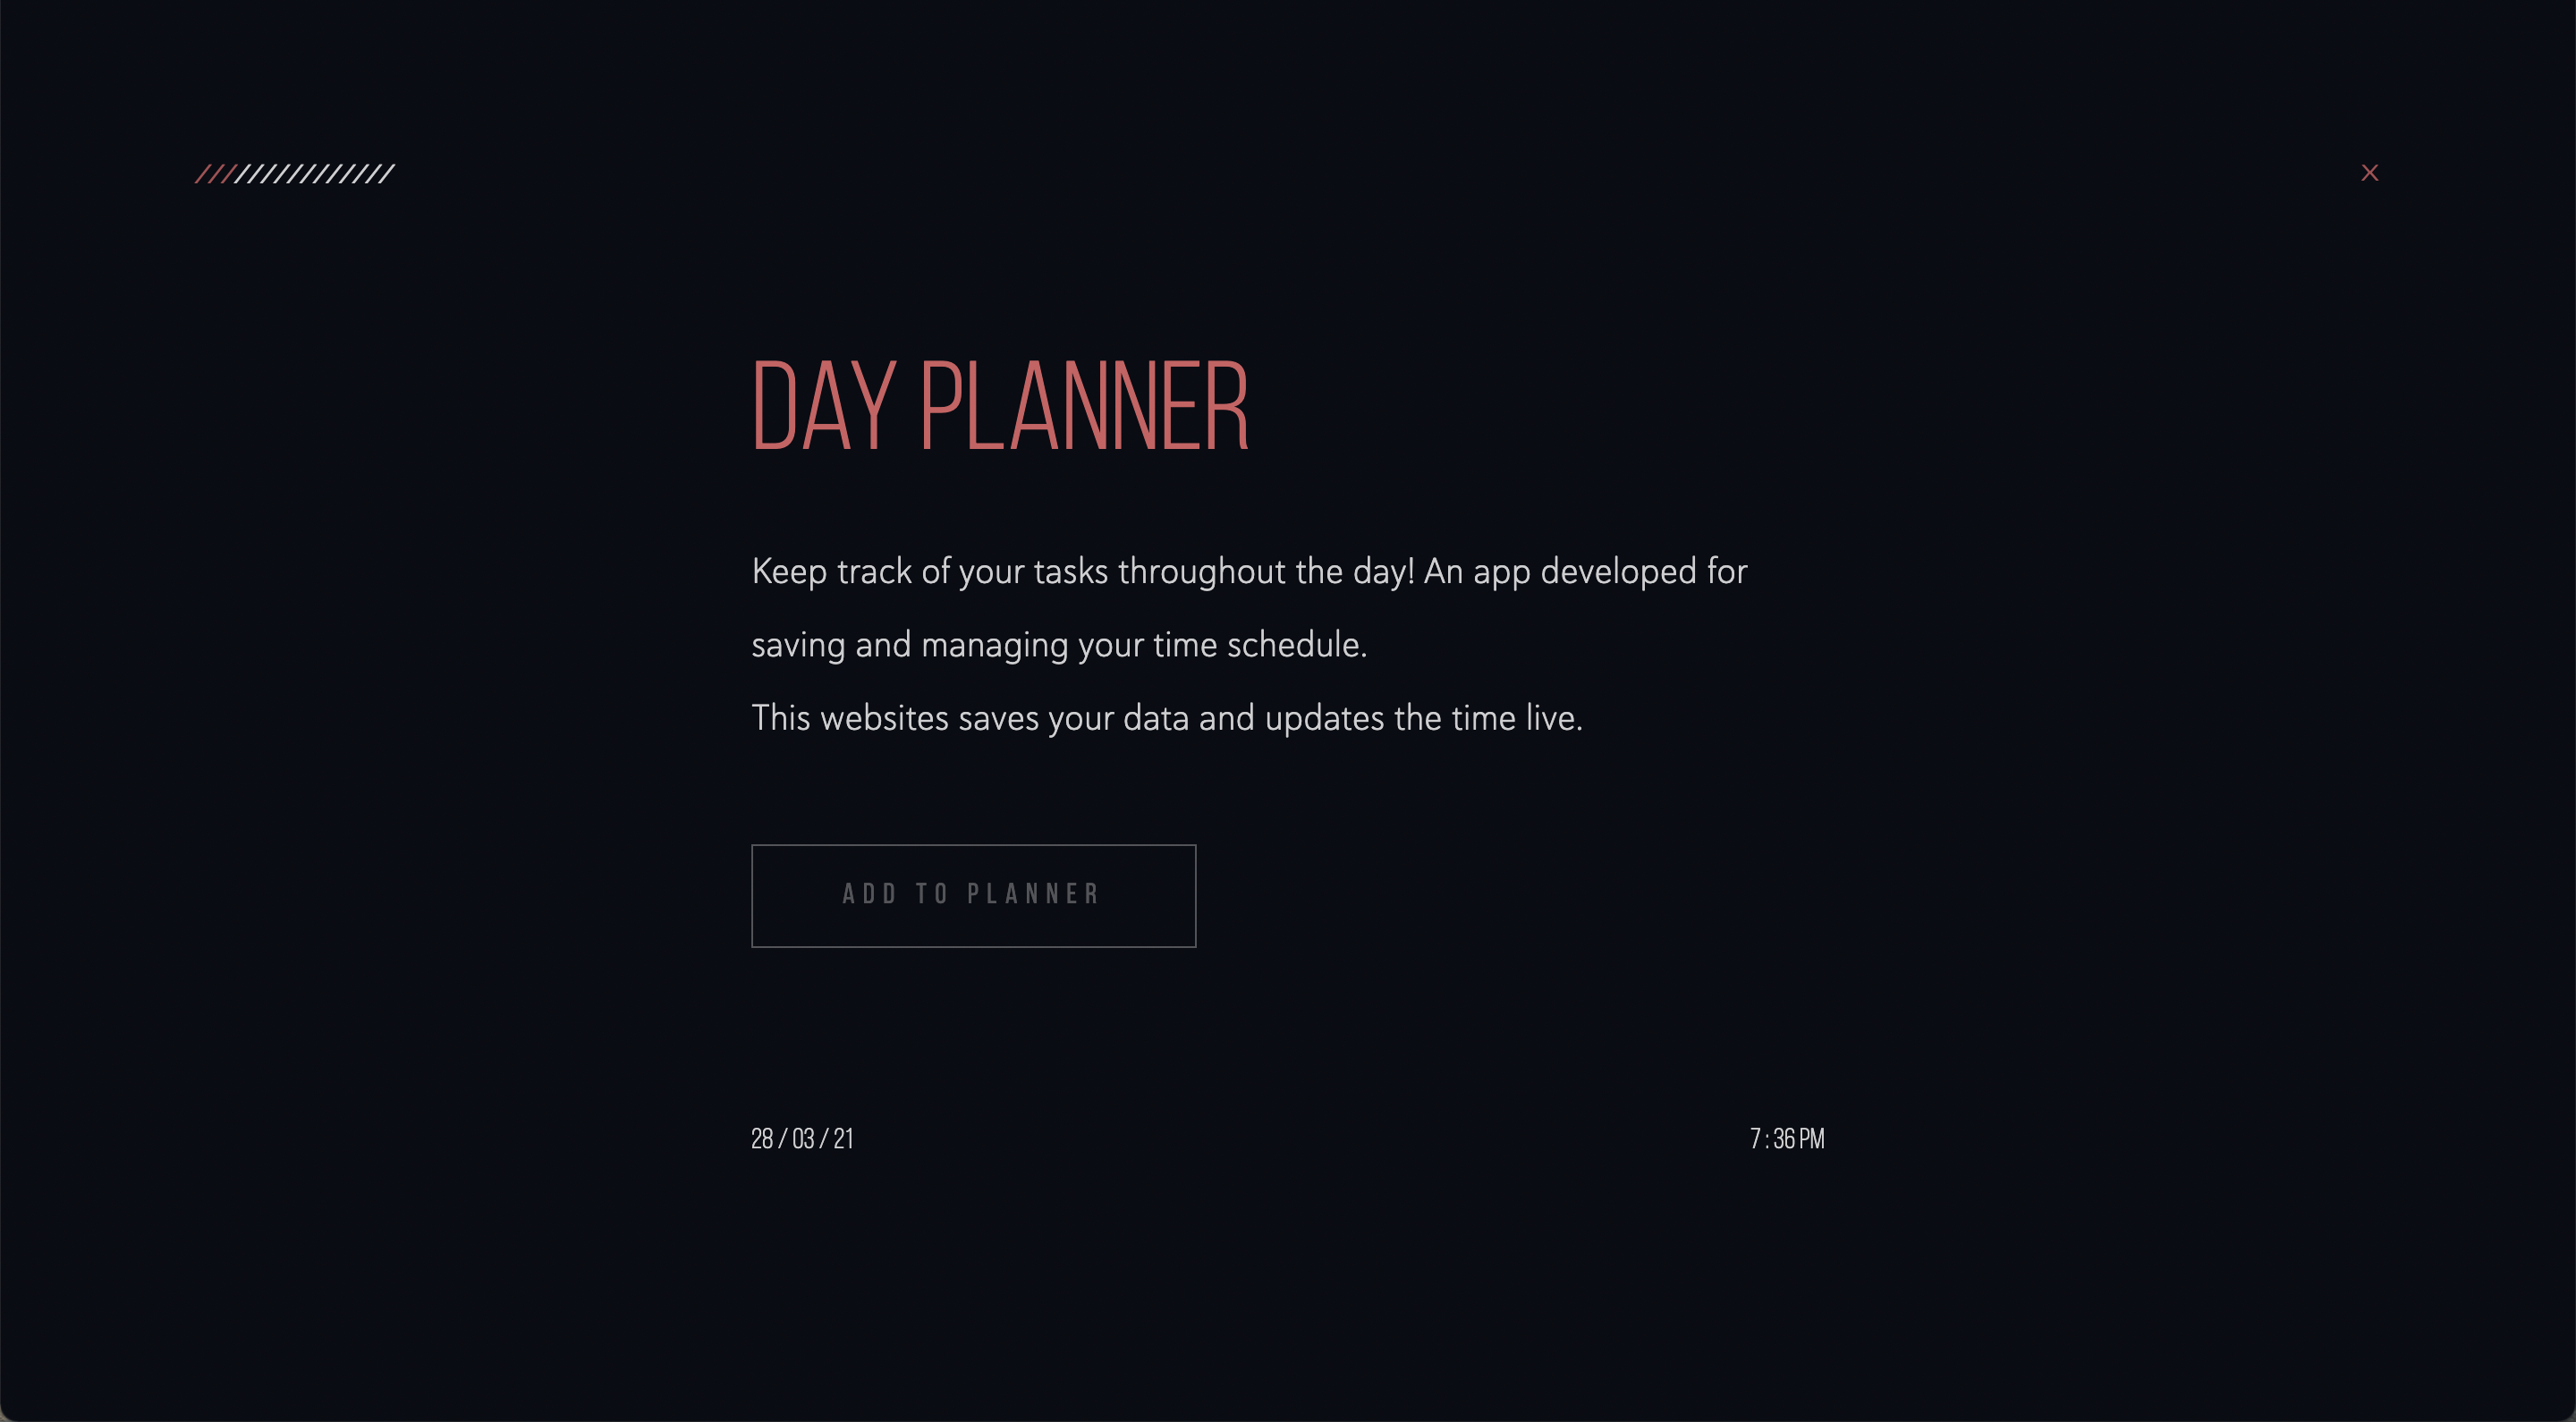 ////////////////
X
DAY PLANNER
Keep track of your tasks throughout the day! An app developed for
saving and managing your time schedule.
This websites saves your data and updates the time live.
ADD TO PLANNER
28 / 03 / 21
7 : 36 PM